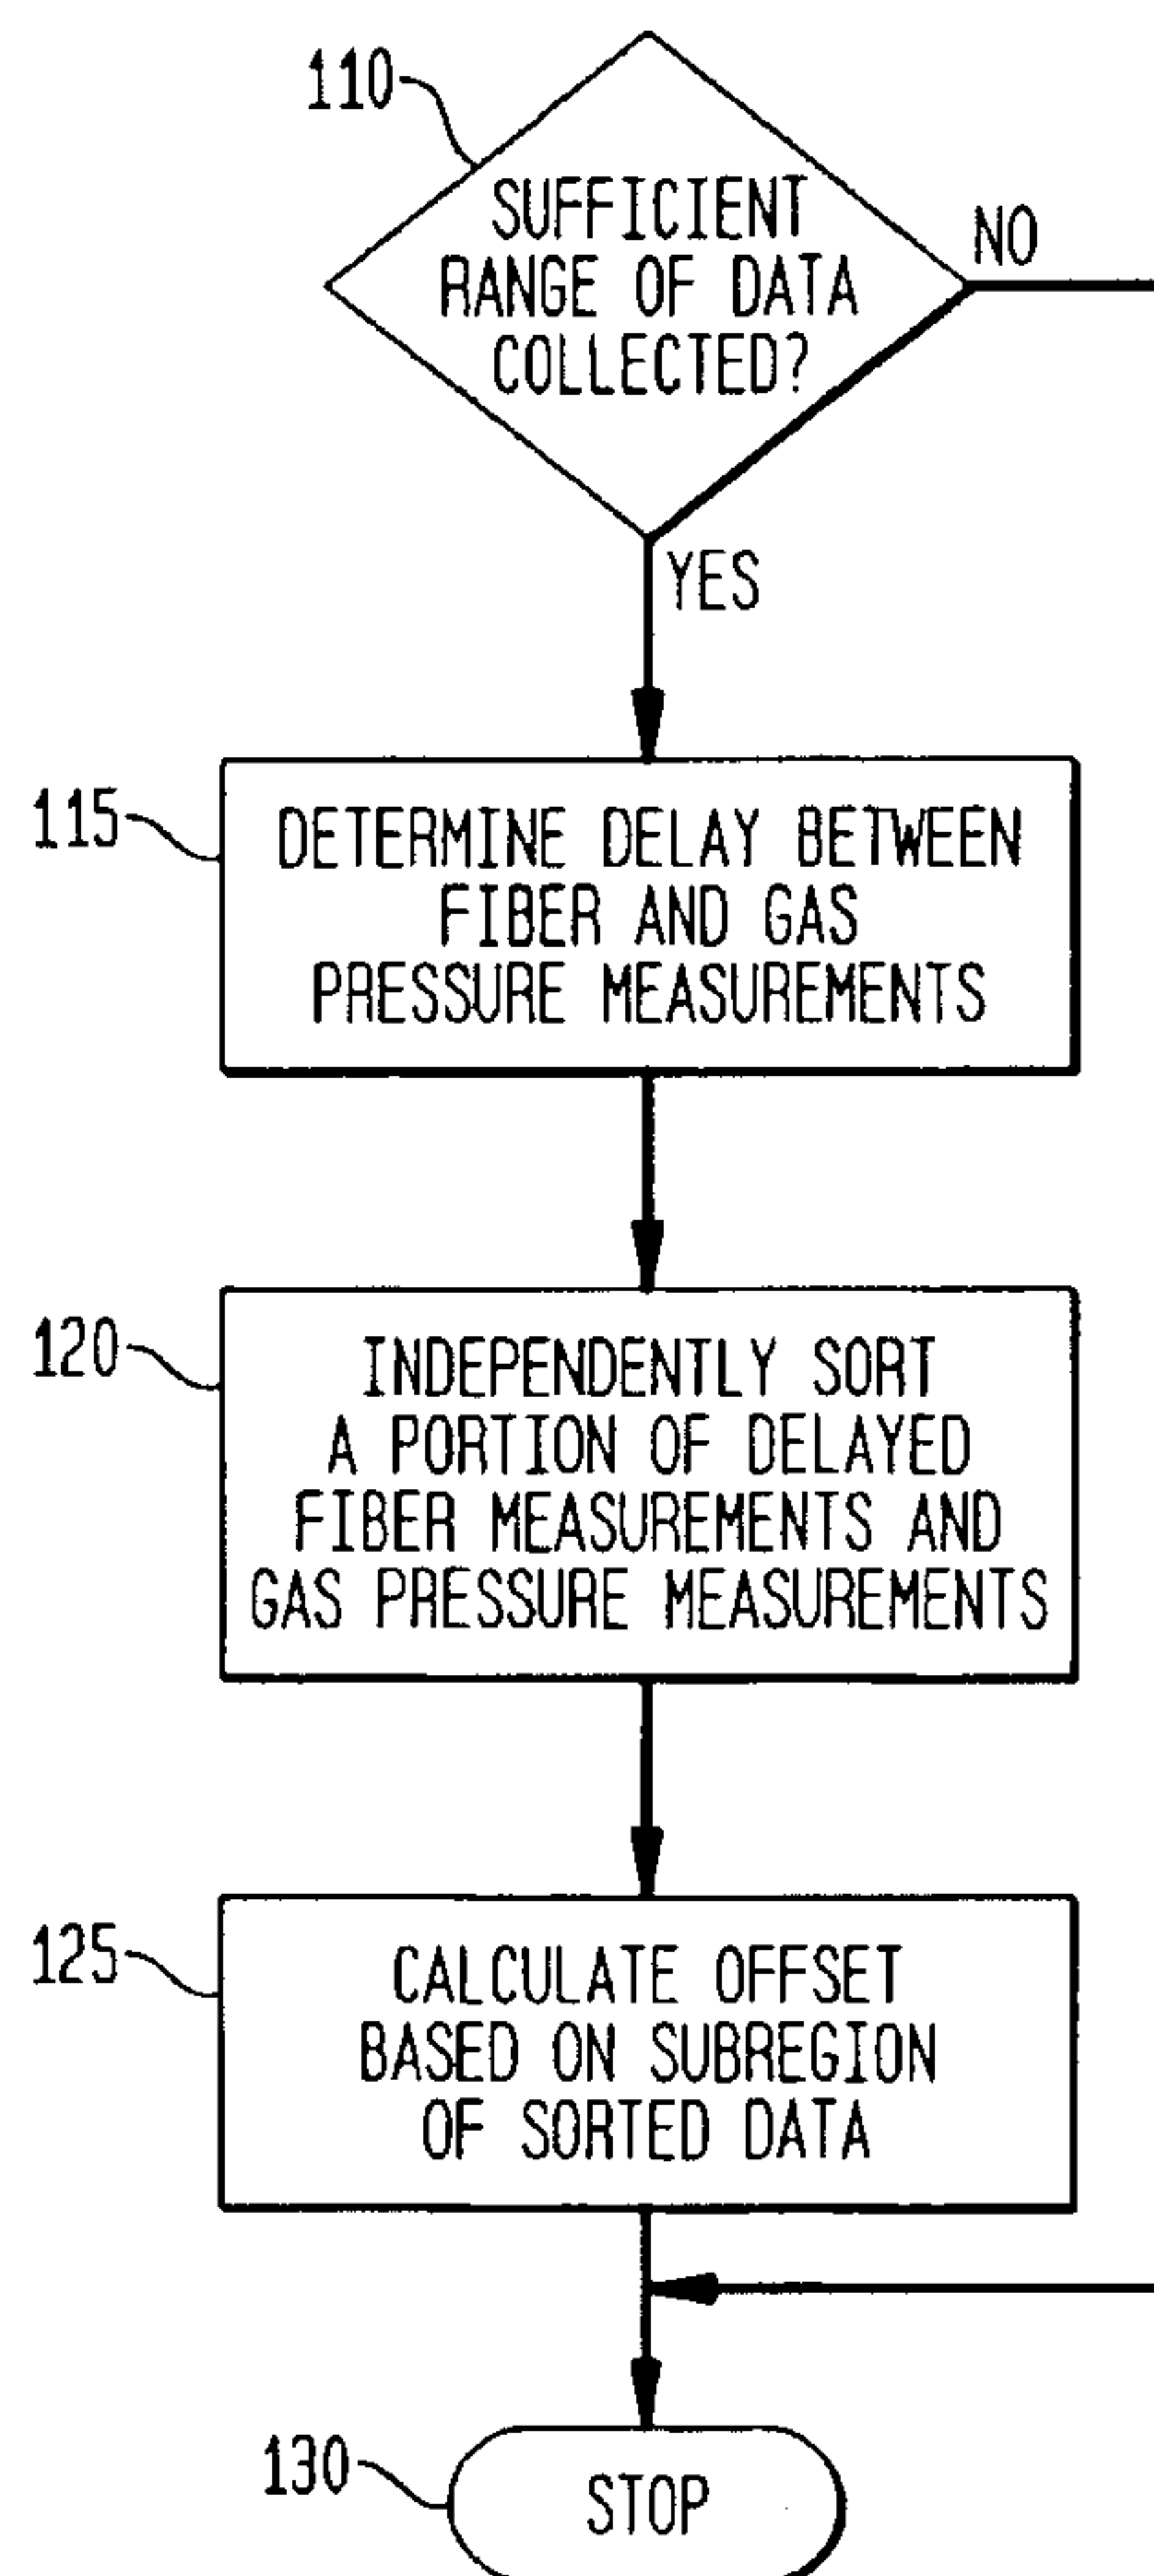 110
SUFFICIENT
RANGE OF DATA
COLLECTED?
NO
YES
115
DETERMINE DELAY BETWEEN
FIBER AND GAS
PRESSURE MEASUREMENTS
120
INDEPENDENTLY SORT
A PORTION OF DELAYED
FIBER MEASUREMENTS AND
GAS PRESSURE MEASUREMENTS
125
CALCULATE OFFSET
BASED ON SUBREGION
OF SORTED DATA
130
STOP